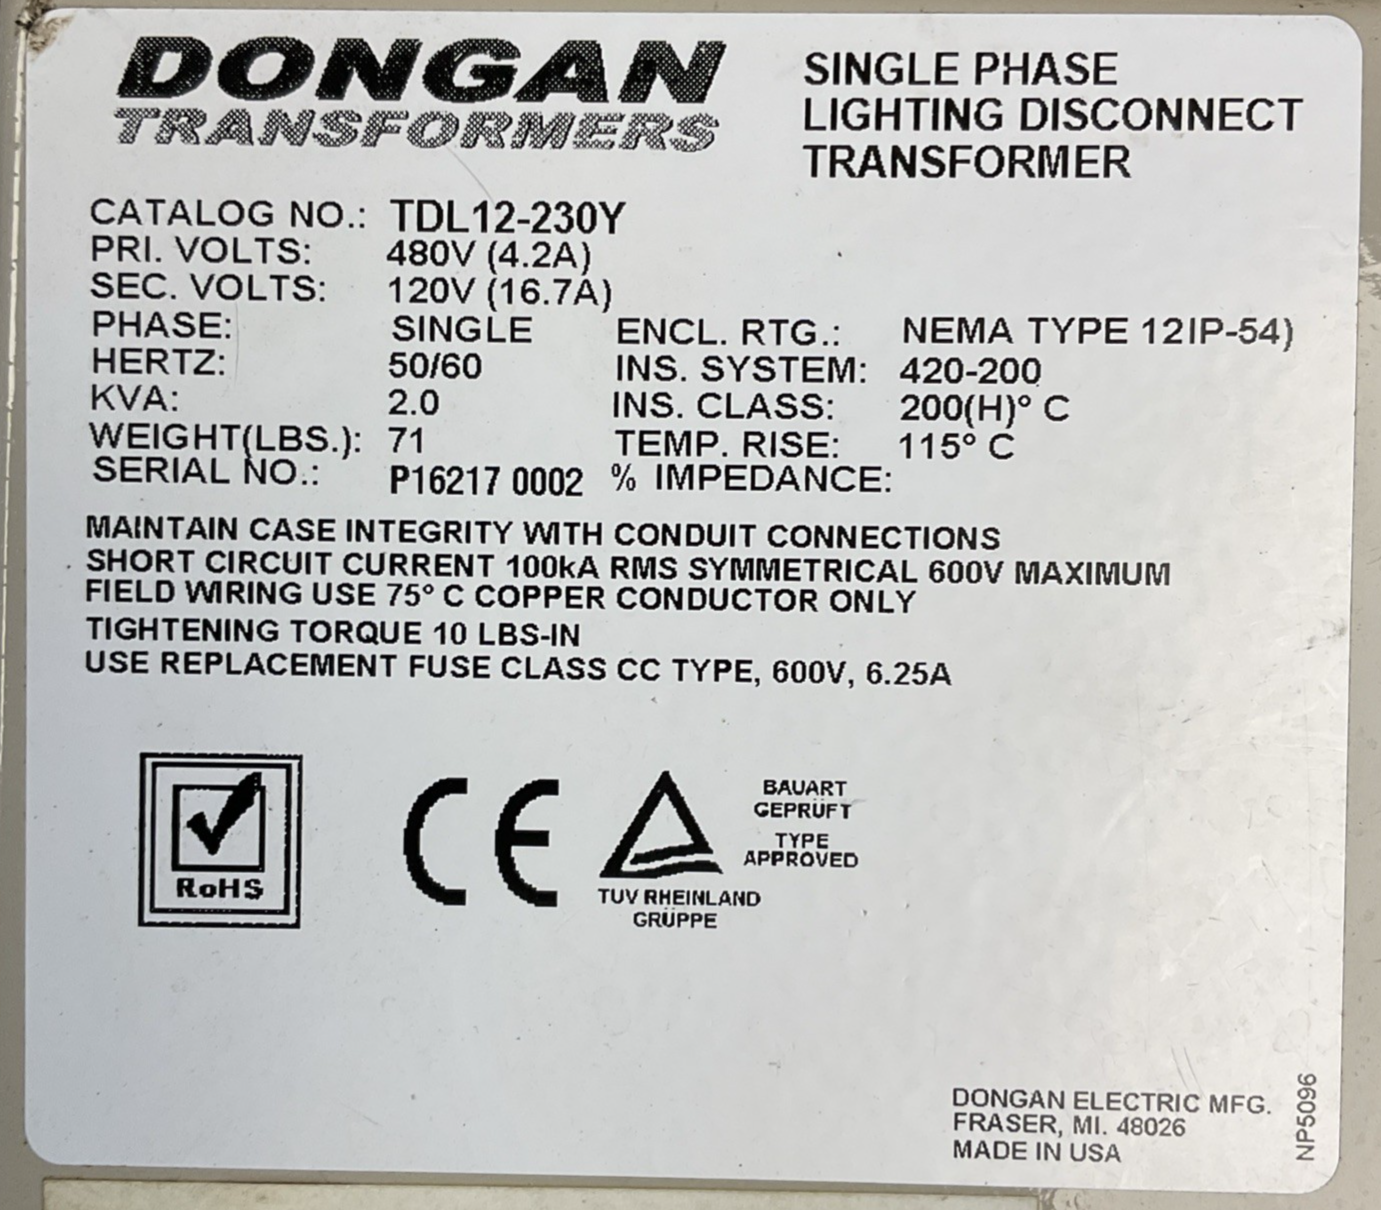 DONGAN
TRANSFORMERS
SINGLE PHASE
LIGHTING DISCONNECT
TRANSFORMER
CATALOG NO.: TDL12-230Y
PRI. VOLTS: 480V (4.2A)
SEC. VOLTS: 120V (16.7A)
PHASE: SINGLE ENCL. RTG.: NEMA TYPE 12IP-54)
HERTZ: 50/60 INS. SYSTEM: 420-200
KVA: 2.0 INS. CLASS: 200(H)° C
WEIGHT(LBS.): 71 TEMP. RISE: 115° C
SERIAL NO.: P16217 0002 % IMPEDANCE:
MAINTAIN CASE INTEGRITY WITH CONDUIT CONNECTIONS
SHORT CIRCUIT CURRENT 100kA RMS SYMMETRICAL 600V MAXIMUM
FIELD WIRING USE 75° C COPPER CONDUCTOR ONLY
TIGHTENING TORQUE 10 LBS-IN
USE REPLACEMENT FUSE CLASS CC TYPE, 600V, 6.25A
RoHS
CE
TUV RHEINLAND
GRÜPPE
BAUART
GEPRÜFT
TYPE
APPROVED
DONGAN ELECTRIC MFG.
FRASER, MI. 48026
MADE IN USA
NP5096